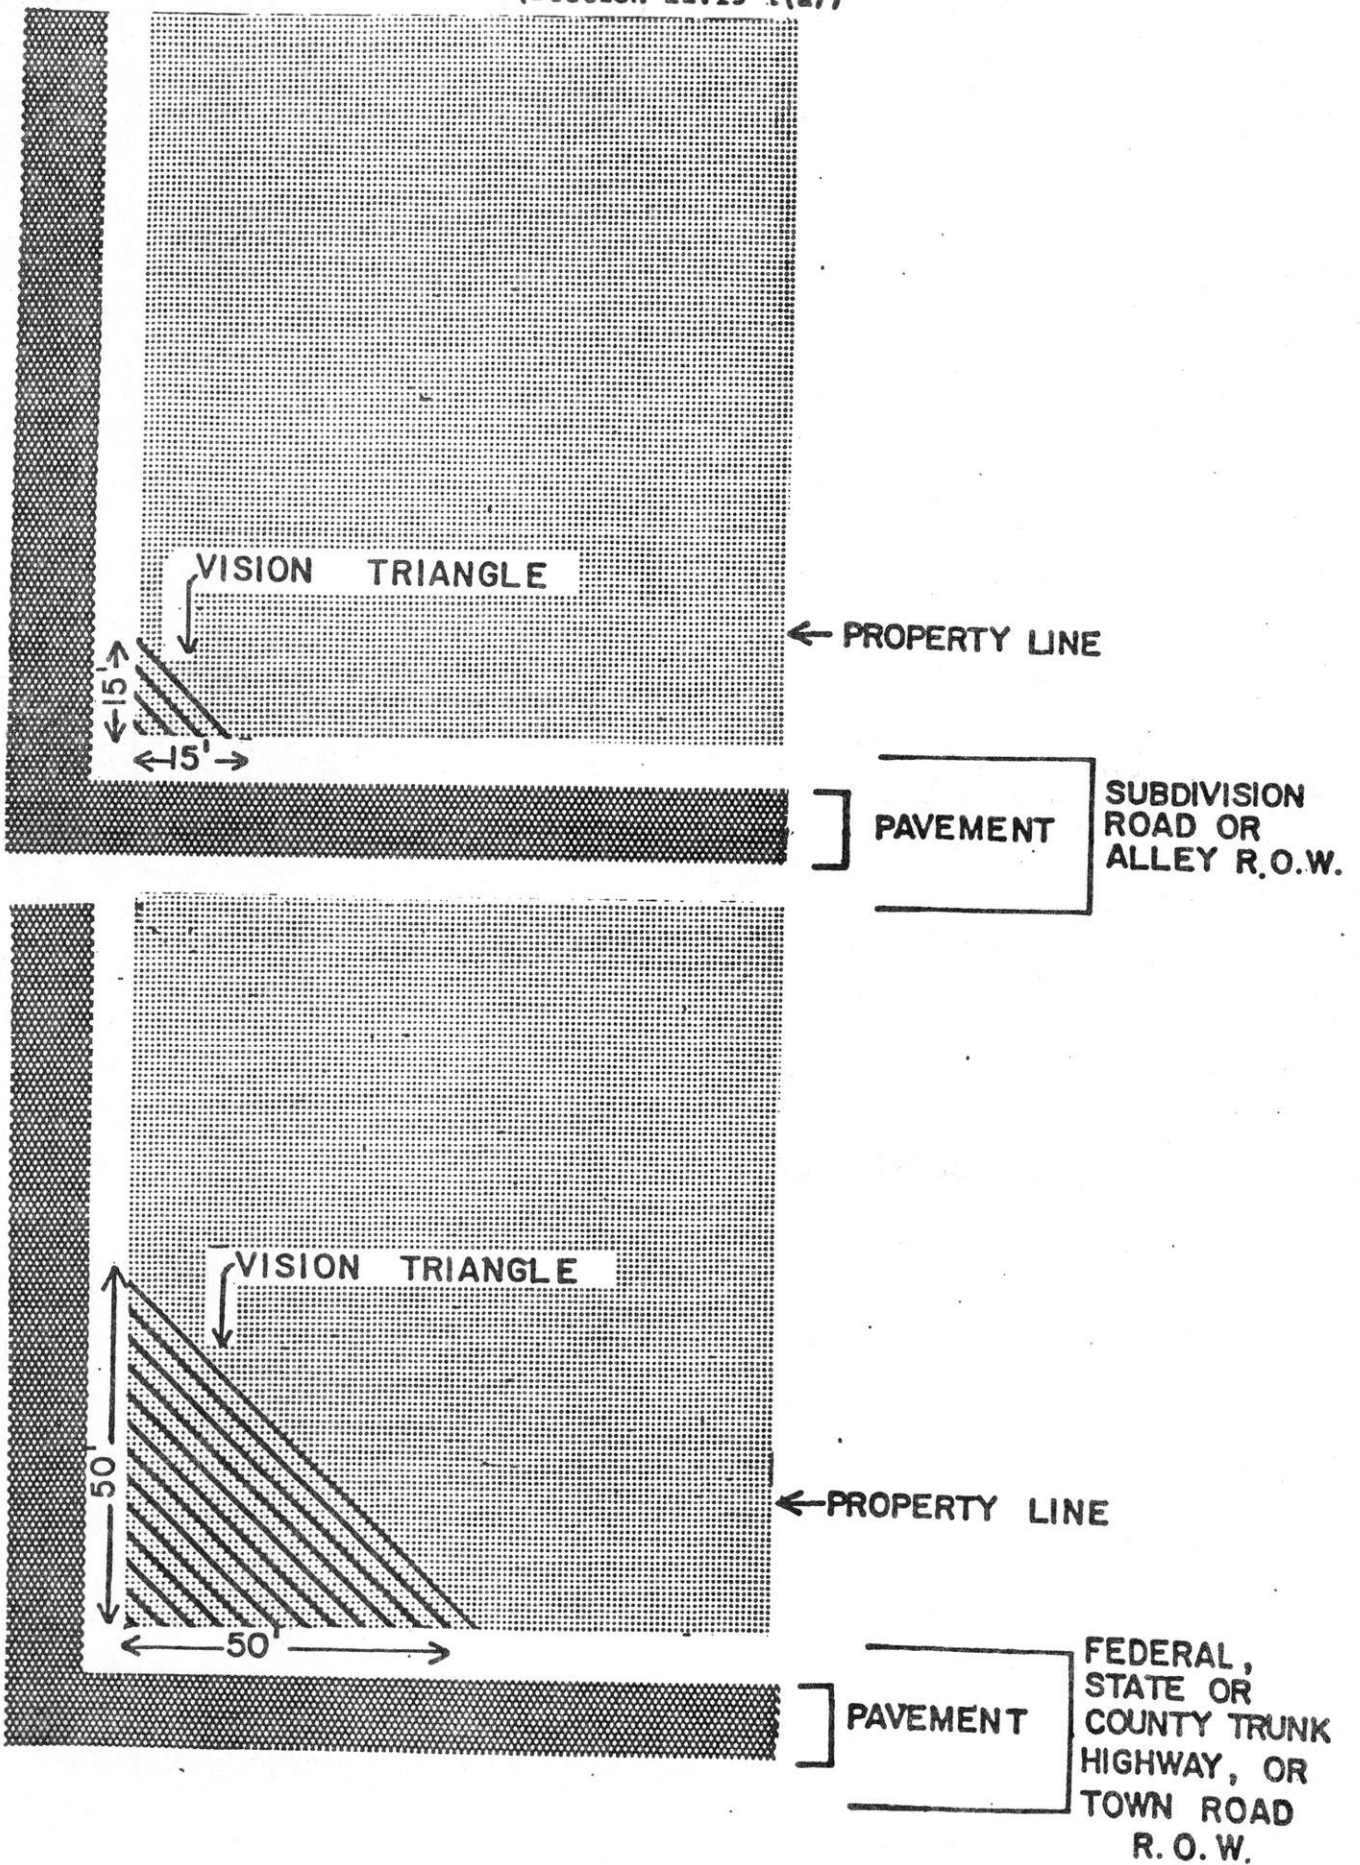 VISION TRIANGLE
PROPERTY LINE
15'
15'
PAVEMENT
SUBDIVISION
ROAD OR
ALLEY R.O.W.
VISION TRIANGLE
50'
PROPERTY LINE
50'
PAVEMENT
FEDERAL,
STATE OR
COUNTY TRUNK
HIGHWAY, OR
TOWN ROAD
R.O.W.